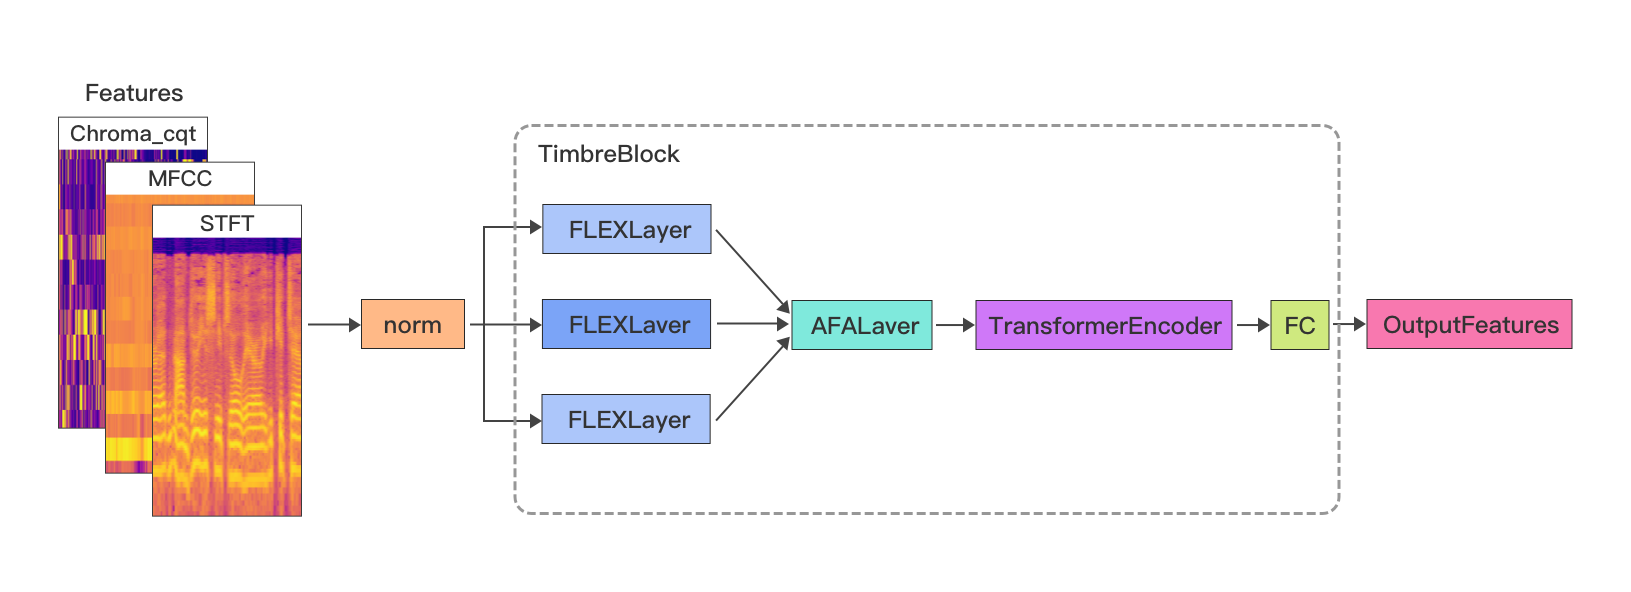 Features
Chroma_cqt
MFCC
STFT
norm
TimbreBlock
FLEXLayer
FLEXLaver
FLEXLayer
AFALaver
TransformerEncoder
FC
OutputFeatures